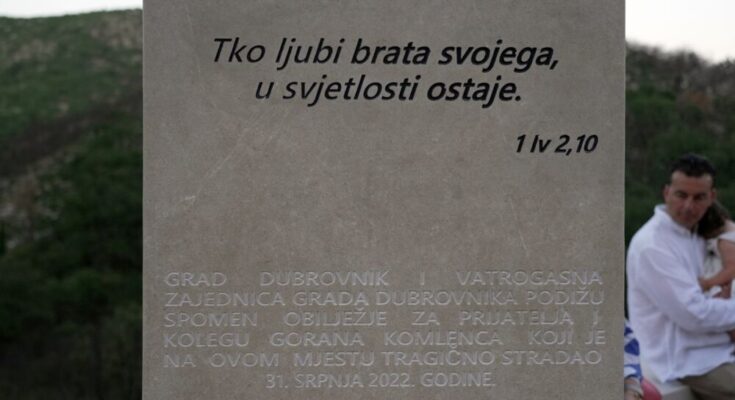 Tko ljubi brata svojega,
u svjetlosti ostaje.
1 Iv 2,10
GRAD DUBROVNIK I VATROGASNA
ZAJEDNICA GRADA DUBROVNIKA PODIŽU
SPOMEN OBILJEŽJE ZA PRIJATELJA I
KOLEGU GORANA KOMLENCA KOJI JE
NA OVOM MJESTU TRAGIČNO STRADAO
31. SRPNJA 2022. GODINE.